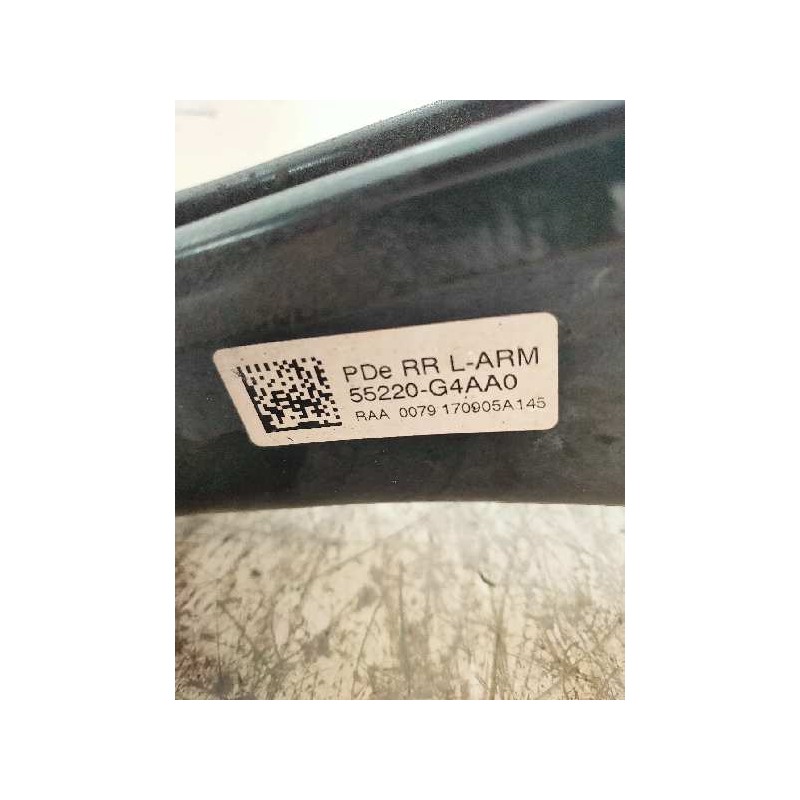 PDe RR L-ARM
55220-G4AA0
RAA 0079 170905A145